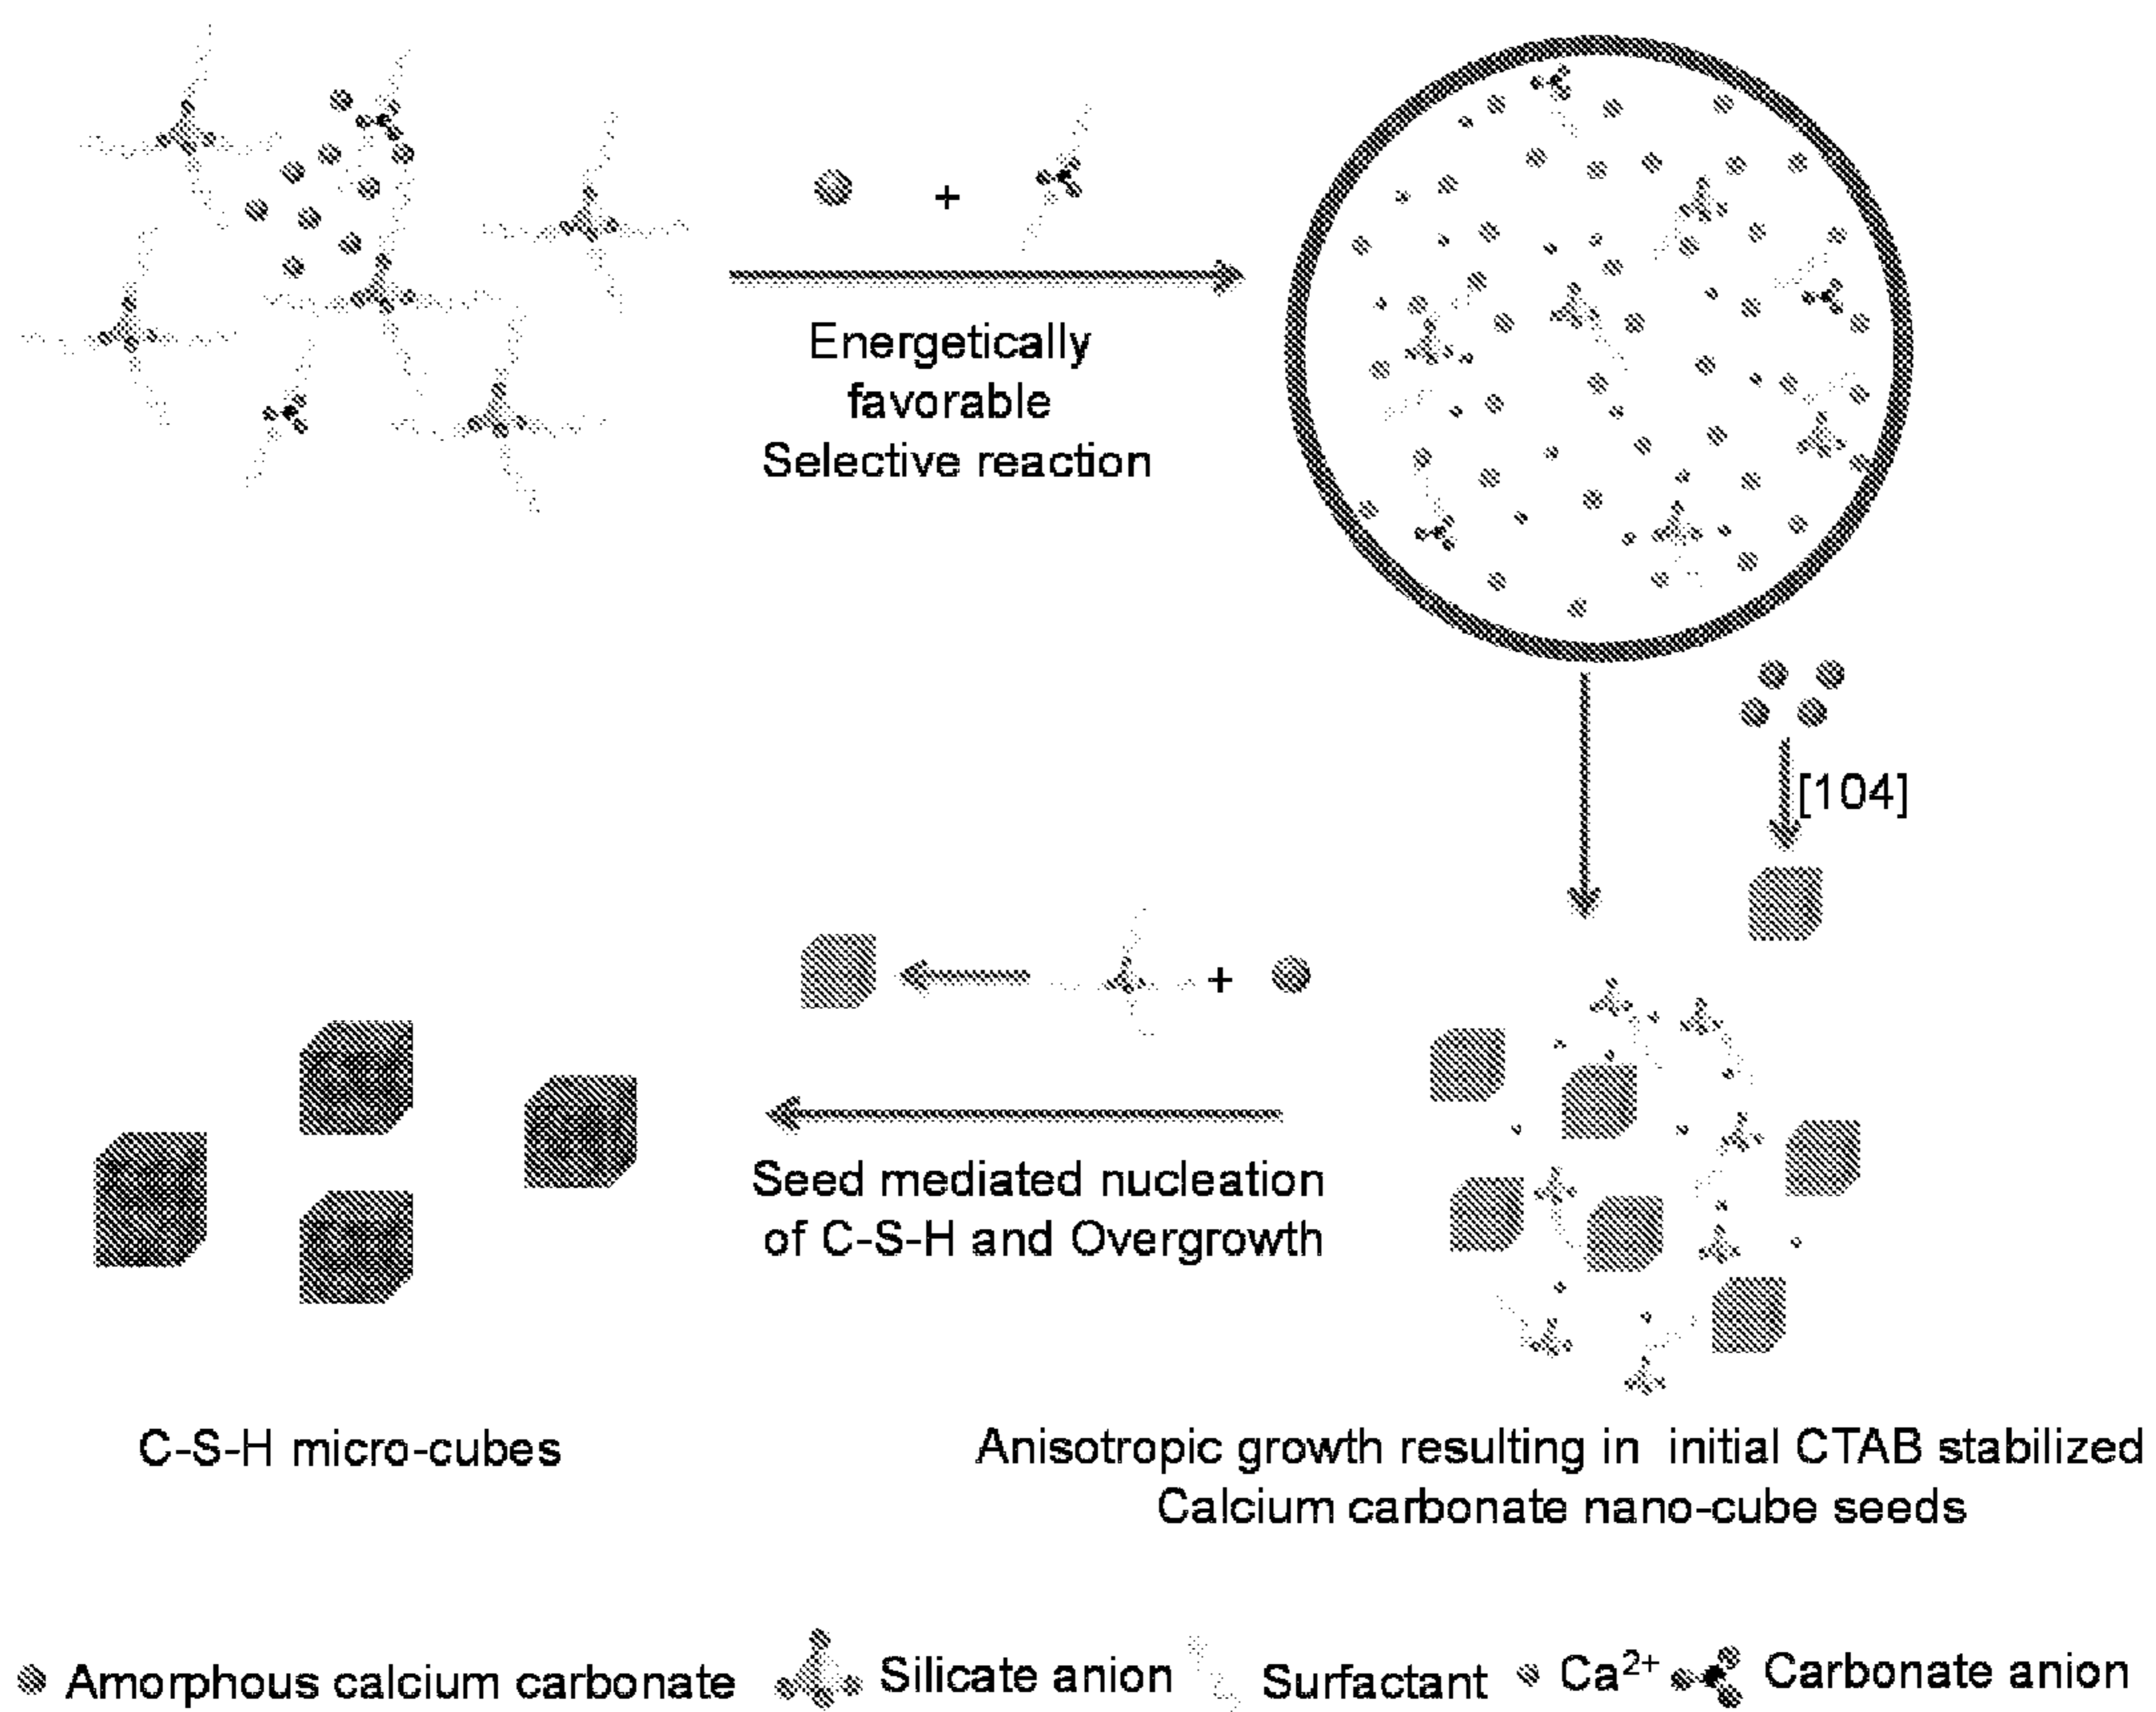 +
Energetically
favorable
Selective reaction
[104]
+
Seed mediated nucleation
of C-S-H and Overgrowth
C-S-H micro-cubes
Anisotropic growth resulting in initial CTAB stabilized
Calcium carbonate nano-cube seeds
Amorphous calcium carbonate Silicate anion Surfactant Ca²⁺ Carbonate anion